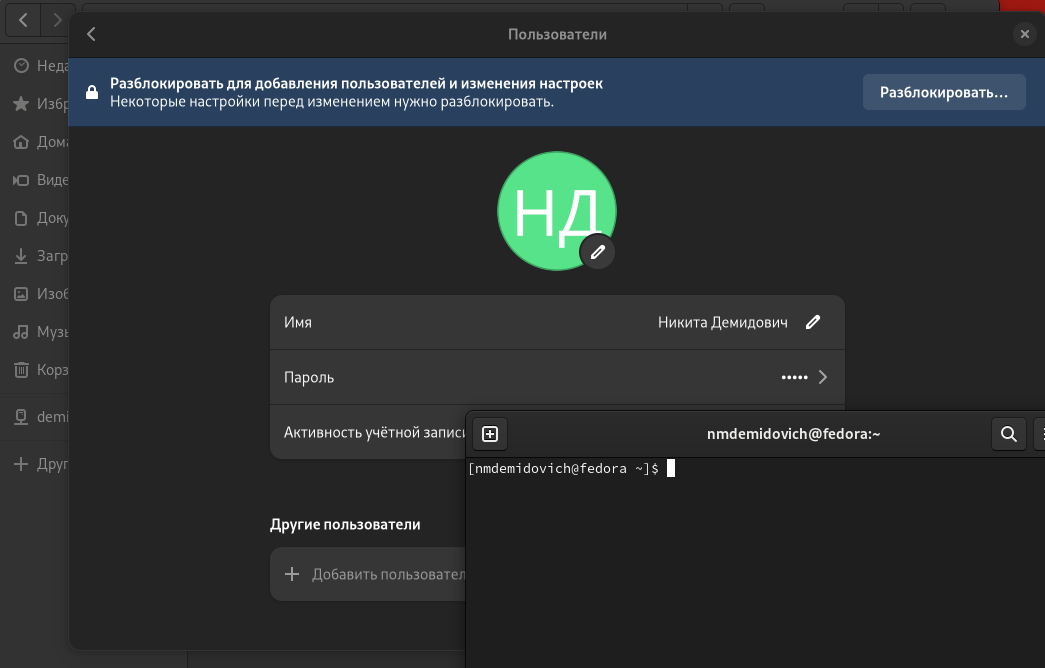 Пользователи
Разблокировать для добавления пользователей и изменения настроек
Некоторые настройки перед изменением нужно разблокировать.
Разблокировать…
НД
Имя
Никита Демидович
Пароль
•••••
Активность учётной записи
Другие пользователи
Добавить пользовател
Неда
Избр
Дома
Виде
Доку
Загр
Изоб
Музы
Корз
demi
Друг
nmdemidovich@fedora:~
[nmdemidovich@fedora ~]$